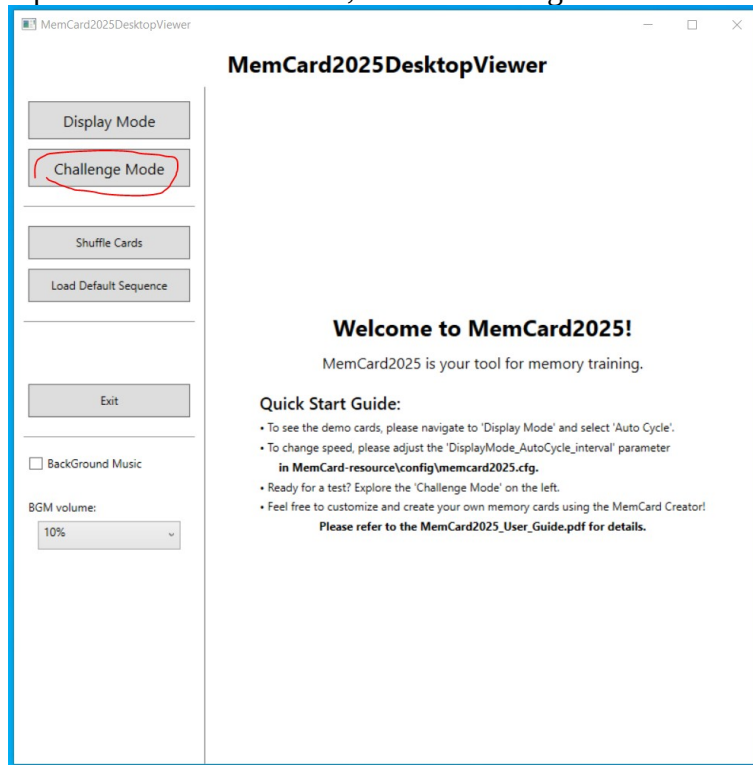 MemCard2025DesktopViewer
MemCard2025DesktopViewer
Display Mode
Challenge Mode
Shuffle Cards
Load Default Sequence
Exit
BackGround Music
BGM volume:
10%
Welcome to MemCard2025!
MemCard2025 is your tool for memory training.
Quick Start Guide:
• To see the demo cards, please navigate to 'Display Mode' and select 'Auto Cycle'.
• To change speed, please adjust the 'DisplayMode_AutoCycle_interval' parameter
in MemCard-resource\config\memcard2025.cfg.
• Ready for a test? Explore the 'Challenge Mode' on the left.
• Feel free to customize and create your own memory cards using the MemCard Creator!
Please refer to the MemCard2025_User_Guide.pdf for details.